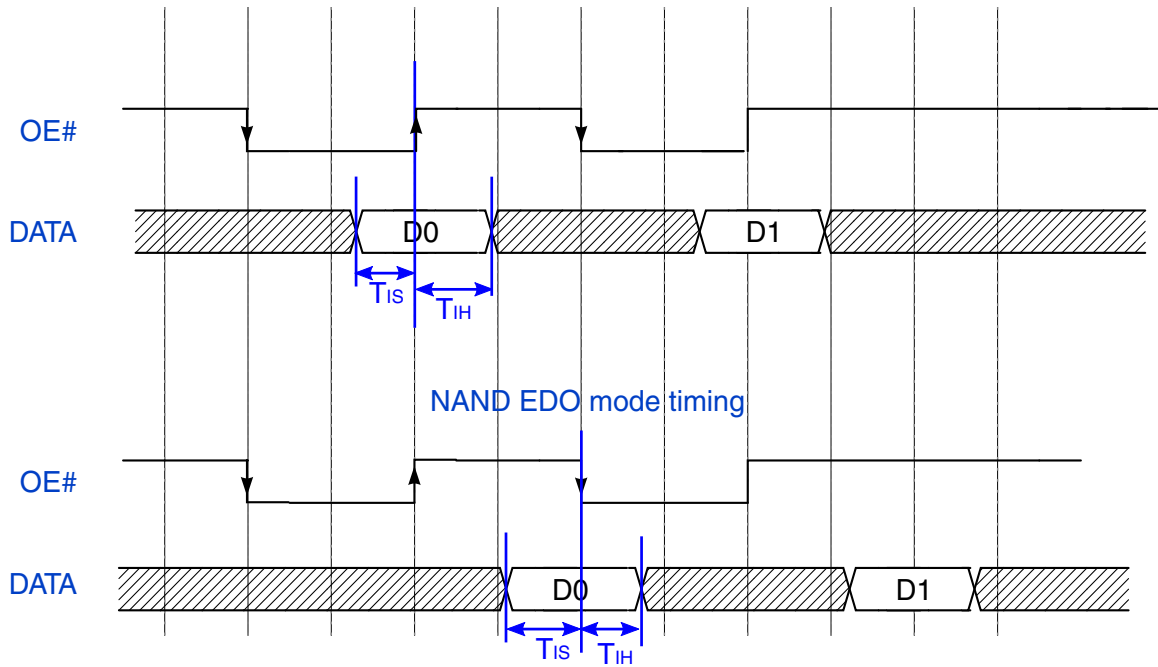 OE#
DATA D0 D1
TIS TIH
NAND EDO mode timing
OE#
DATA D0 D1
TIS TIH